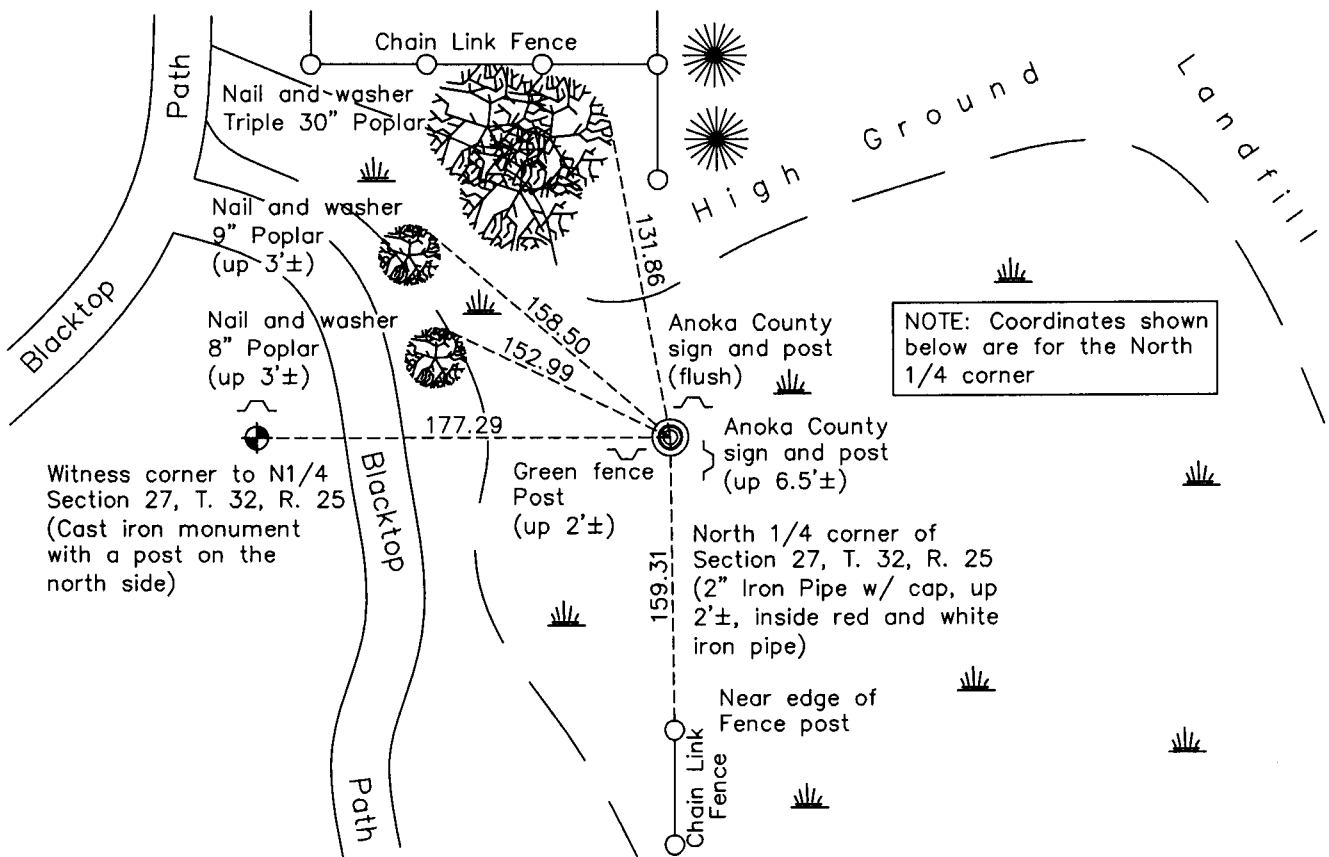 Path
Chain Link Fence
Nail and washer
Triple 30" Poplar
High Ground
Landfill
Nail and washer
9" Poplar
(up 3'±)
131.86
Blacktop
Nail and washer
8" Poplar
(up 3'±)
158.50
152.99
Anoka County
sign and post
(flush)
NOTE: Coordinates shown
below are for the North
1/4 corner
177.29
Witness corner to N1/4
Section 27, T. 32, R. 25
(Cast iron monument
with a post on the
north side)
Blacktop
Green fence
Post
(up 2'±)
Anoka County
sign and post
(up 6.5'±)
159.31
North 1/4 corner of
Section 27, T. 32, R. 25
(2" Iron Pipe w/ cap, up
2'±, inside red and white
iron pipe)
Near edge of
Fence post
Path
Chain Link
Fence